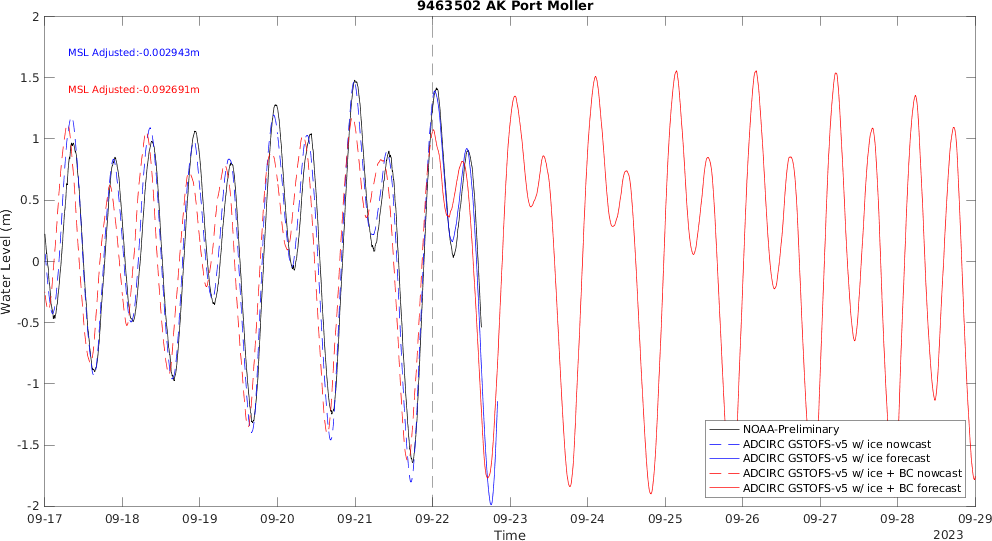 9463502 AK Port Moller
MSL Adjusted:-0.002943m
MSL Adjusted:-0.092691m
Water Level (m)
2
1.5
1
0.5
0
-0.5
-1
-1.5
-2
NOAA-Preliminary
ADCIRC GSTOFS-v5 w/ ice nowcast
ADCIRC GSTOFS-v5 w/ ice forecast
ADCIRC GSTOFS-v5 w/ ice + BC nowcast
ADCIRC GSTOFS-v5 w/ ice + BC forecast
09-17 09-18 09-19 09-20 09-21 09-22 09-23 09-24 09-25 09-26 09-27 09-28 09-29
Time
2023